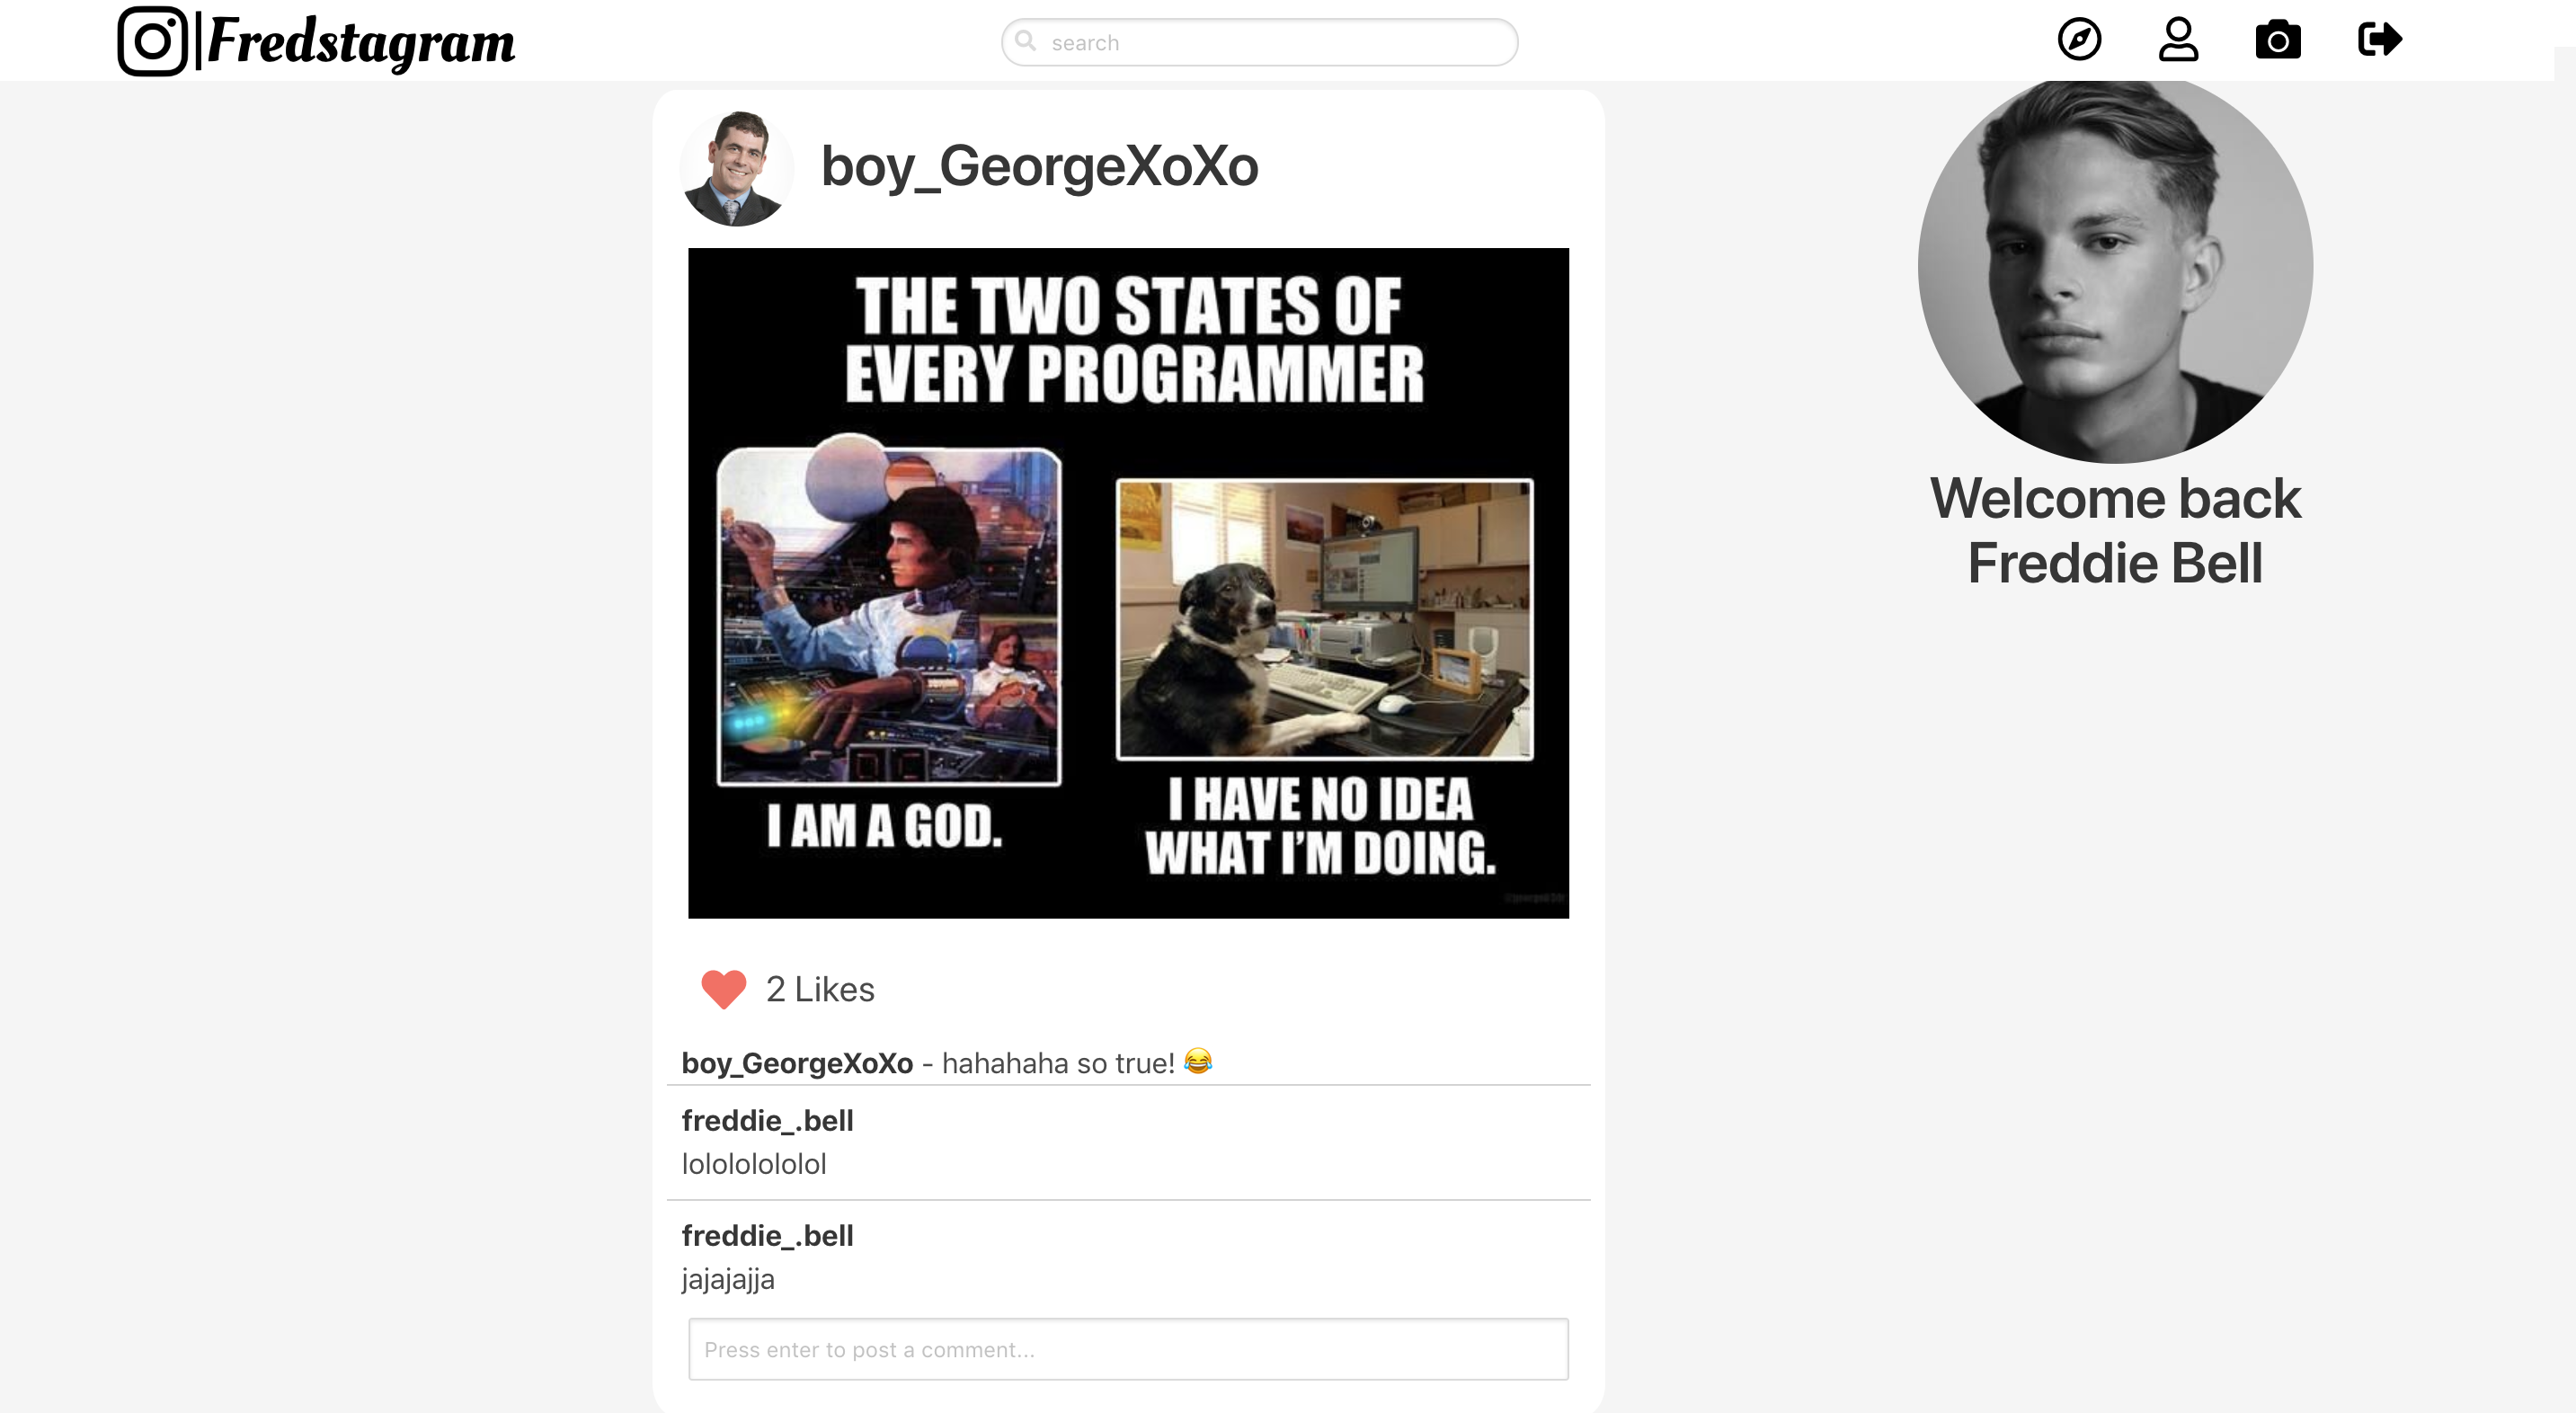 Fredstagram
search
boy_GeorgeXoXo
THE TWO STATES OF
EVERY PROGRAMMER
I AM A GOD.
I HAVE NO IDEA
WHAT I'M DOING.
Welcome back
Freddie Bell
2 Likes
boy_GeorgeXoXo - hahahaha so true! 😂
freddie_.bell
lolololololol
freddie_.bell
jajajajja
Press enter to post a comment...